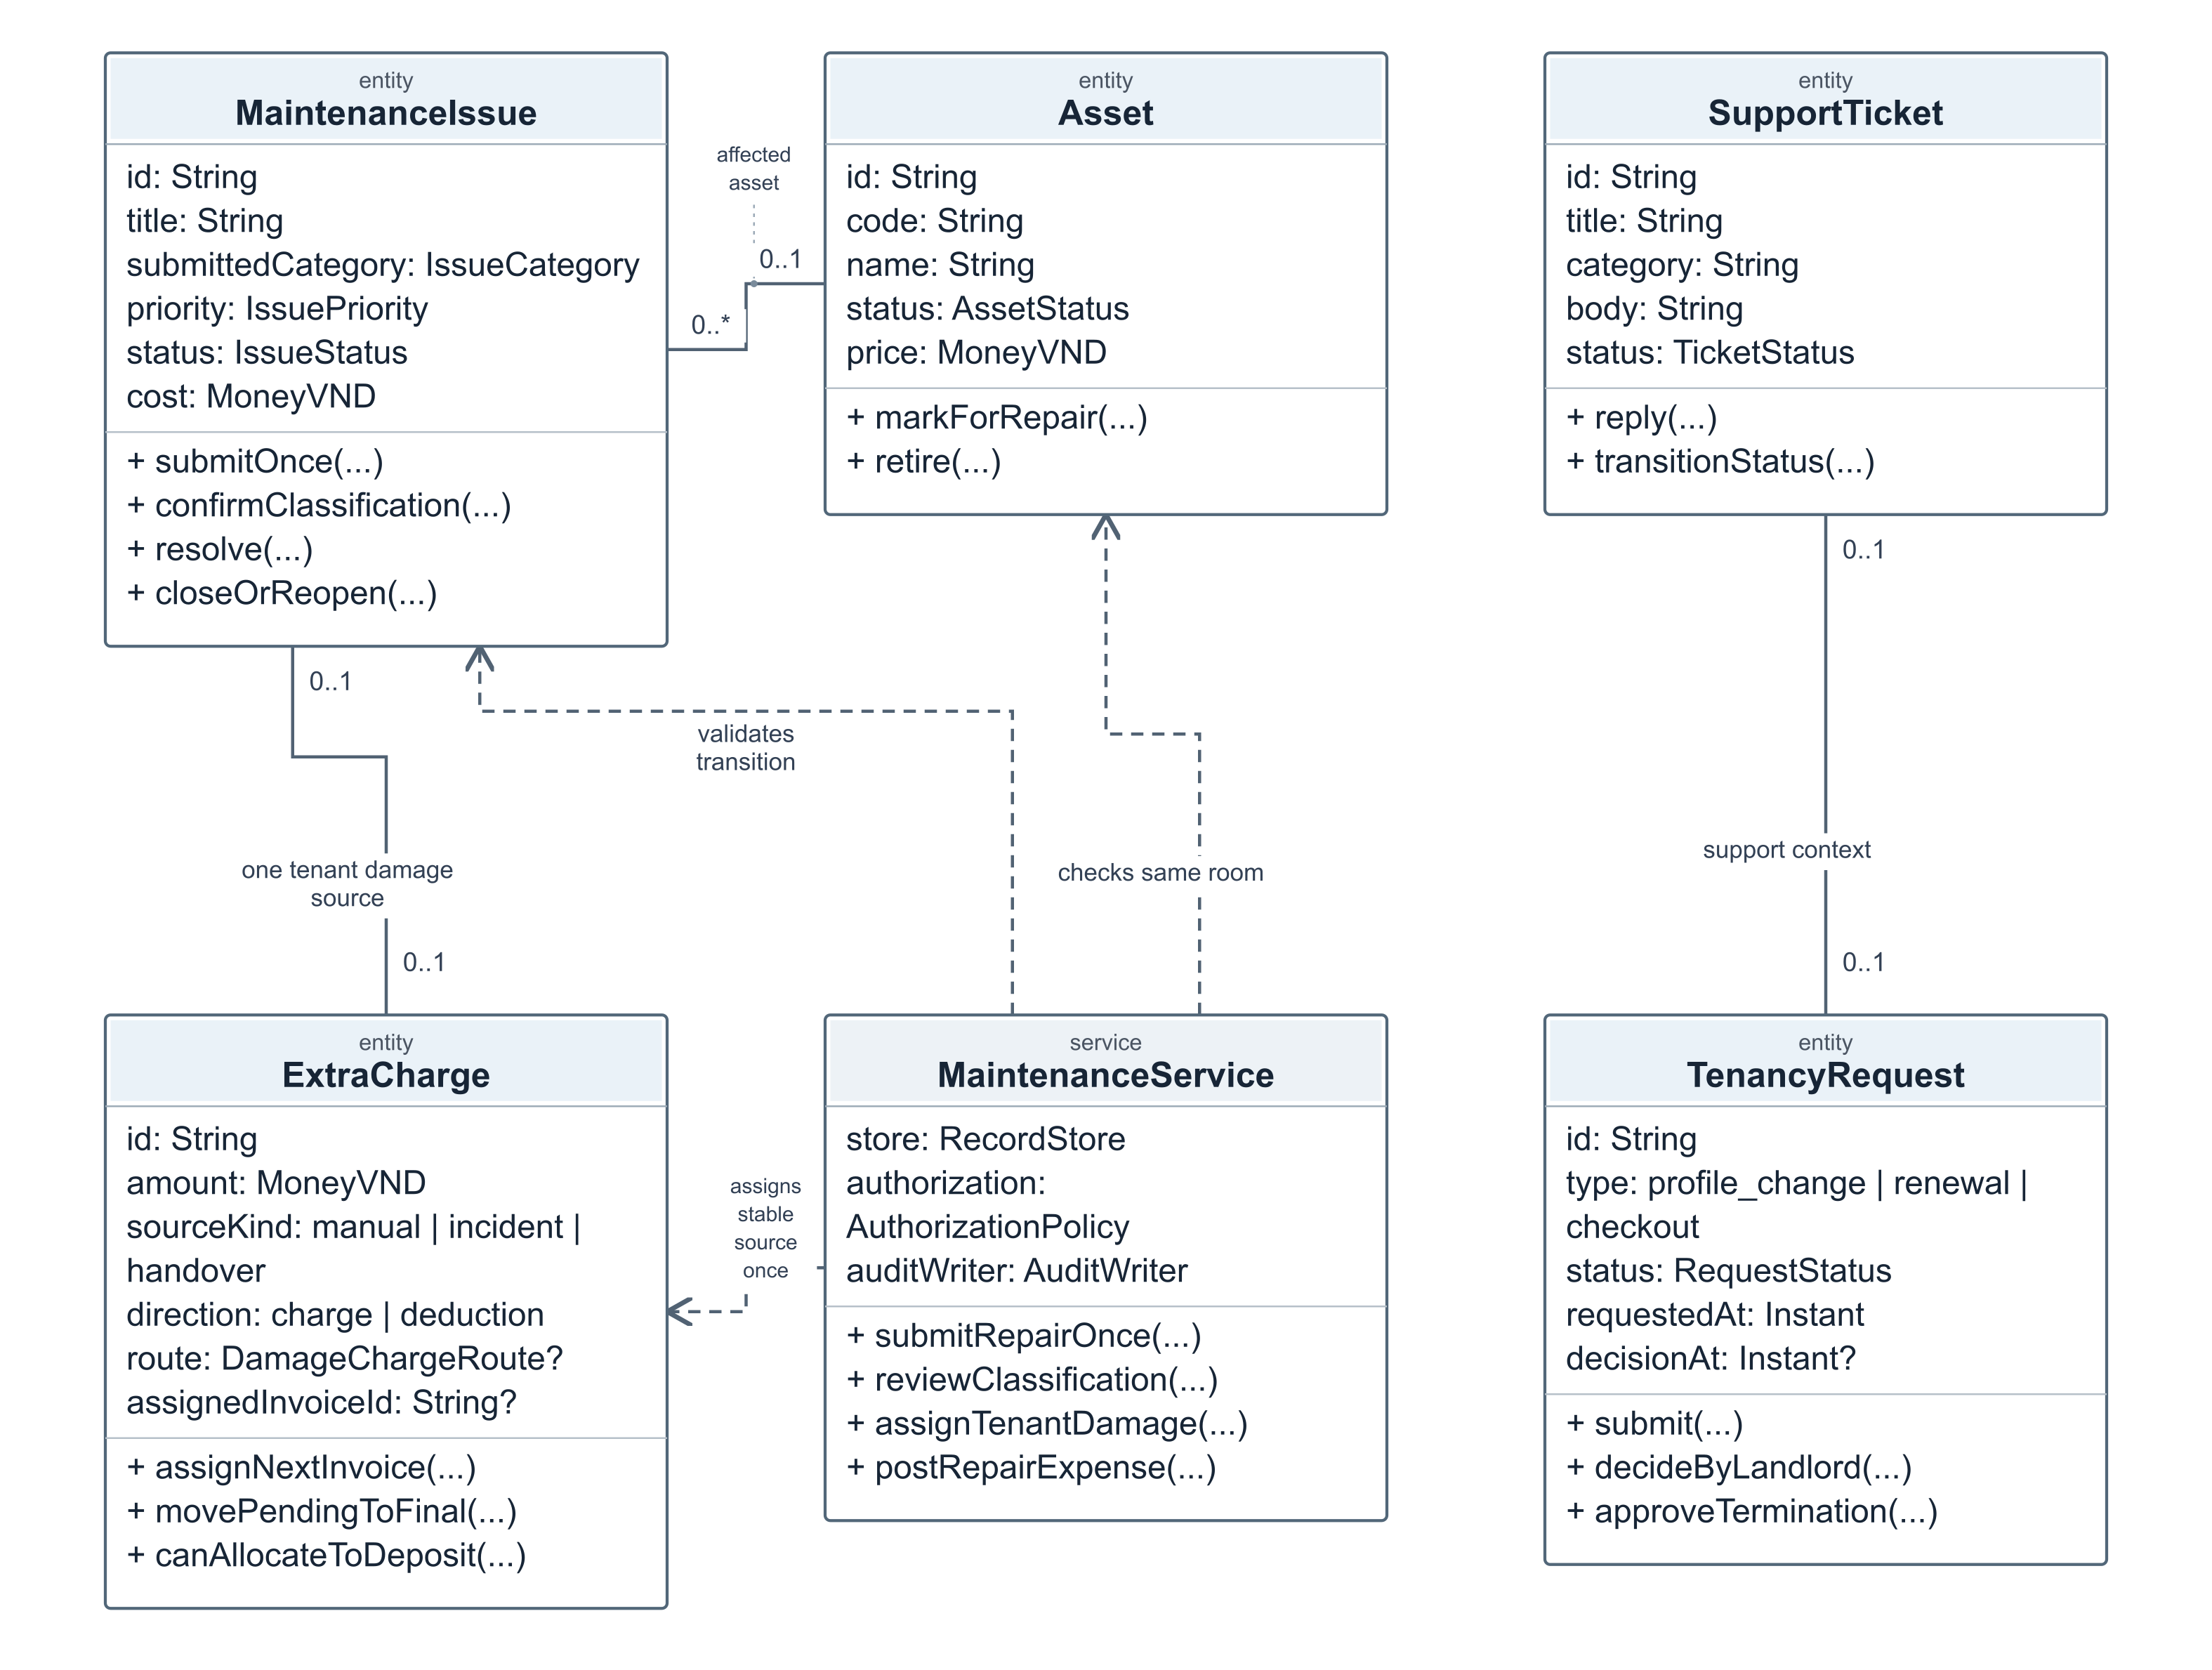 entity
MaintenanceIssue
id: String
title: String
submittedCategory: IssueCategory
priority: IssuePriority
status: IssueStatus
cost: MoneyVND
+ submitOnce(...)
+ confirmClassification(...)
+ resolve(...)
+ closeOrReopen(...)
affected
asset
0..1
0..*
entity
Asset
id: String
code: String
name: String
status: AssetStatus
price: MoneyVND
+ markForRepair(...)
+ retire(...)
entity
SupportTicket
id: String
title: String
category: String
body: String
status: TicketStatus
+ reply(...)
+ transitionStatus(...)
0..1
validates
transition
0..1
one tenant damage
source
0..1
checks same room
support context
0..1
entity
ExtraCharge
id: String
amount: MoneyVND
sourceKind: manual | incident |
handover
direction: charge | deduction
route: DamageChargeRoute?
assignedInvoiceId: String?
+ assignNextInvoice(...)
+ movePendingToFinal(...)
+ canAllocateToDeposit(...)
assigns
stable
source
once
service
MaintenanceService
store: RecordStore
authorization:
AuthorizationPolicy
auditWriter: AuditWriter
+ submitRepairOnce(...)
+ reviewClassification(...)
+ assignTenantDamage(...)
+ postRepairExpense(...)
entity
TenancyRequest
id: String
type: profile_change | renewal |
checkout
status: RequestStatus
requestedAt: Instant
decisionAt: Instant?
+ submit(...)
+ decideByLandlord(...)
+ approveTermination(...)